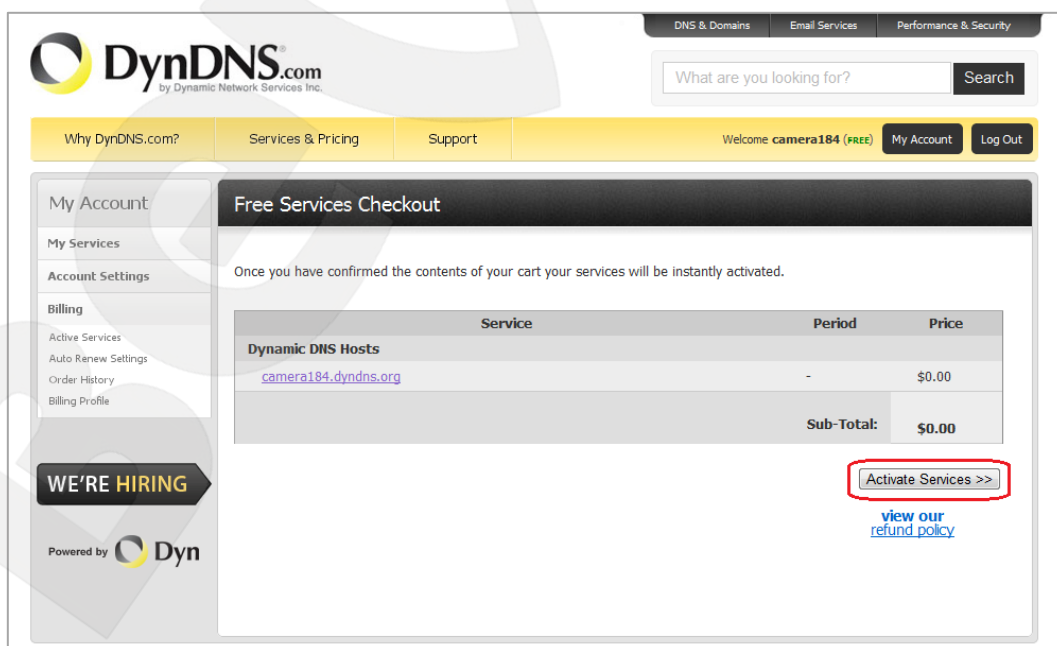 DNS & Domains Email Services Performance & Security
DynDNS.com
by Dynamic Network Services Inc.
What are you looking for? Search
Why DynDNS.com? Services & Pricing Support Welcome camera184 (FREE) My Account Log Out
My Account
My Services
Account Settings
Billing
Active Services
Auto Renew Settings
Order History
Billing Profile
WE'RE HIRING
Powered by Dyn
Free Services Checkout
Once you have confirmed the contents of your cart your services will be instantly activated.
Service Period Price
Dynamic DNS Hosts
camera184.dyndns.org - $0.00
Sub-Total: $0.00
Activate Services >>
view our
refund policy